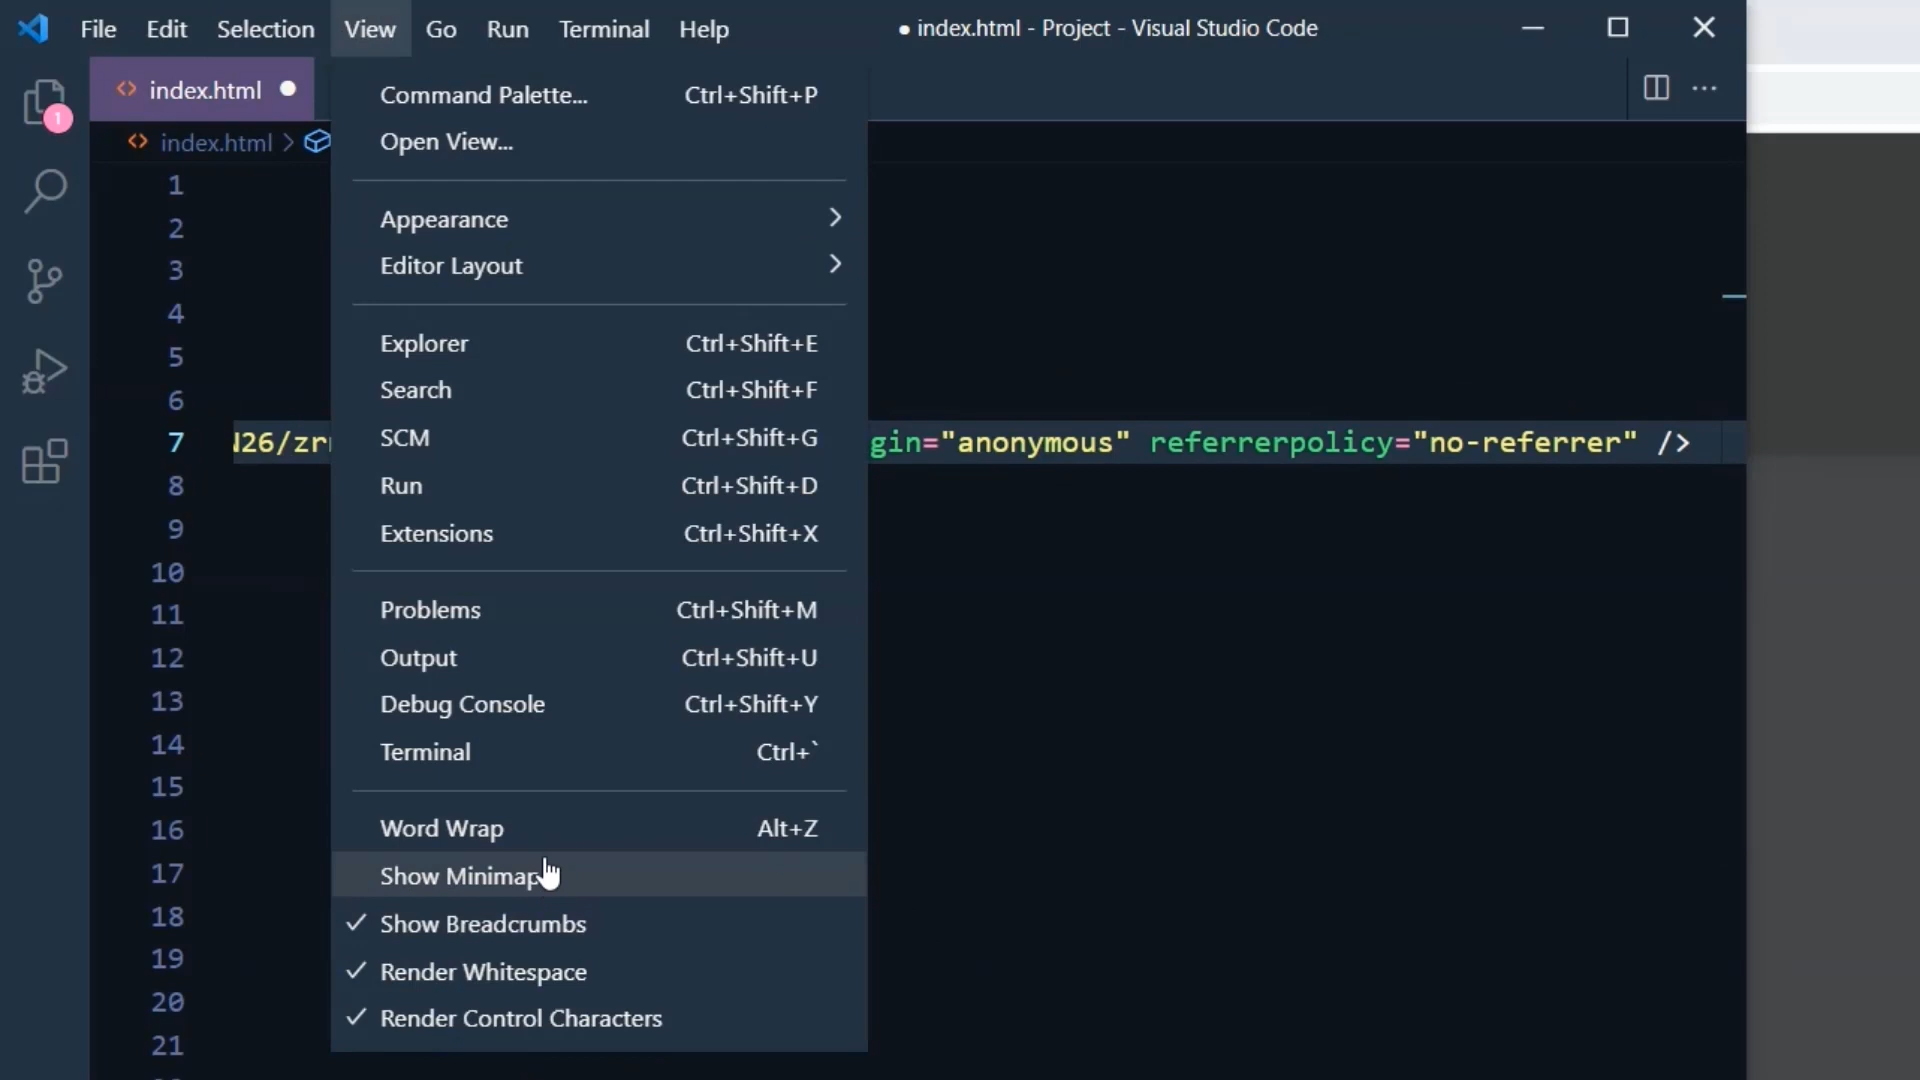 File Edit Selection View Go Run Terminal Help ● index.html - Project - Visual Studio Code
index.html
1
index.html >
Command Palette... Ctrl+Shift+P
Open View...
Appearance
Editor Layout
Explorer Ctrl+Shift+E
Search Ctrl+Shift+F
SCM Ctrl+Shift+G
Run Ctrl+Shift+D
Extensions Ctrl+Shift+X
Problems Ctrl+Shift+M
Output Ctrl+Shift+U
Debug Console Ctrl+Shift+Y
Terminal Ctrl+`
Word Wrap Alt+Z
Show Minimap
✓ Show Breadcrumbs
✓ Render Whitespace
✓ Render Control Characters
1
2
3
4
5
6
7 26/zr gin="anonymous" referrerpolicy="no-referrer" />
8
9
10
11
12
13
14
15
16
17
18
19
20
21